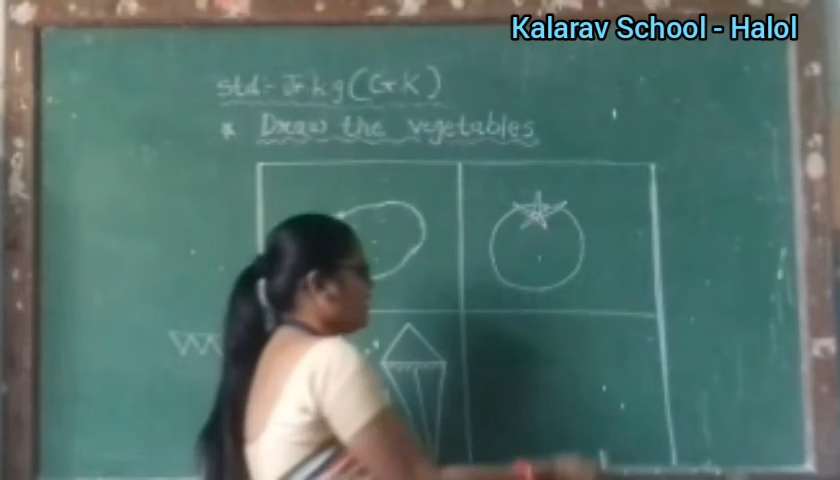 Kalarav School - Halol
std:- Jr kg (G.K)
* Draw the vegetables